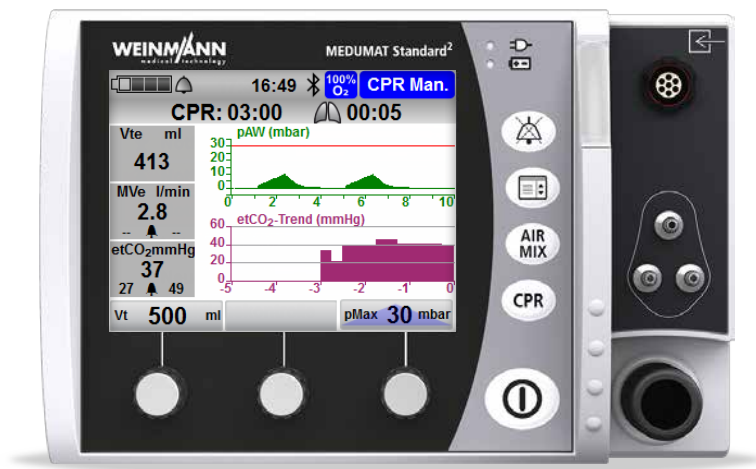 WEINMANN
medical technology
MEDUMAT Standard²
16:49 100% O₂ CPR Man.
CPR: 03:00 00:05
Vte ml
413
MVe l/min
2.8
-- --
etCO₂mmHg
37
27 49
pAW (mbar)
30
20
10
0
0 2' 4' 6' 8' 10'
etCO₂-Trend (mmHg)
60
40
20
0
-5 -4 -3 -2 -1 0
Vt 500 ml
pMax 30 mbar
AIR
MIX
CPR